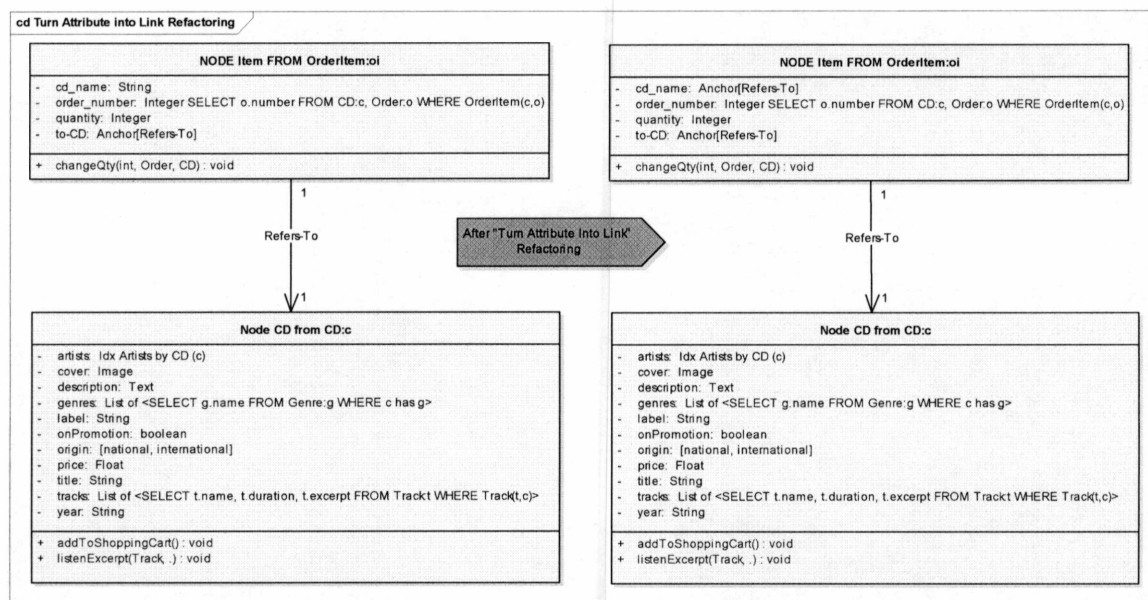 cd Turn Attribute into Link Refactoring
NODE Item FROM OrderItem:oi
- cd_name: String
- order_number: Integer SELECT o.number FROM CD:c, Order:o WHERE OrderItem(c,o)
- quantity: Integer
- to-CD: Anchor[Refers-To]
+ changeQty(int, Order, CD) : void
1
Refers-To
1
Node CD from CD:c
- artists: Idx Artists by CD (c)
- cover: Image
- description: Text
- genres: List of <SELECT g.name FROM Genre:g WHERE c has g>
- label: String
- onPromotion: boolean
- origin: [national, international]
- price: Float
- title: String
- tracks: List of <SELECT t.name, t.duration, t.excerpt FROM Track:t WHERE Track(t,c)>
- year: String
+ addToShoppingCart() : void
+ listenExcerpt(Track, .) : void
After "Turn Attribute Into Link"
Refactoring
NODE Item FROM OrderItem:oi
- cd_name: Anchor[Refers-To]
- order_number: Integer SELECT o.number FROM CD:c, Order:o WHERE OrderItem(c,o)
- quantity: Integer
- to-CD: Anchor[Refers-To]
+ changeQty(int, Order, CD) : void
1
Refers-To
1
Node CD from CD:c
- artists: Idx Artists by CD (c)
- cover: Image
- description: Text
- genres: List of <SELECT g.name FROM Genre:g WHERE c has g>
- label: String
- onPromotion: boolean
- origin: [national, international]
- price: Float
- title: String
- tracks: List of <SELECT t.name, t.duration, t.excerpt FROM Track:t WHERE Track(t,c)>
- year: String
+ addToShoppingCart() : void
+ listenExcerpt(Track, .) : void